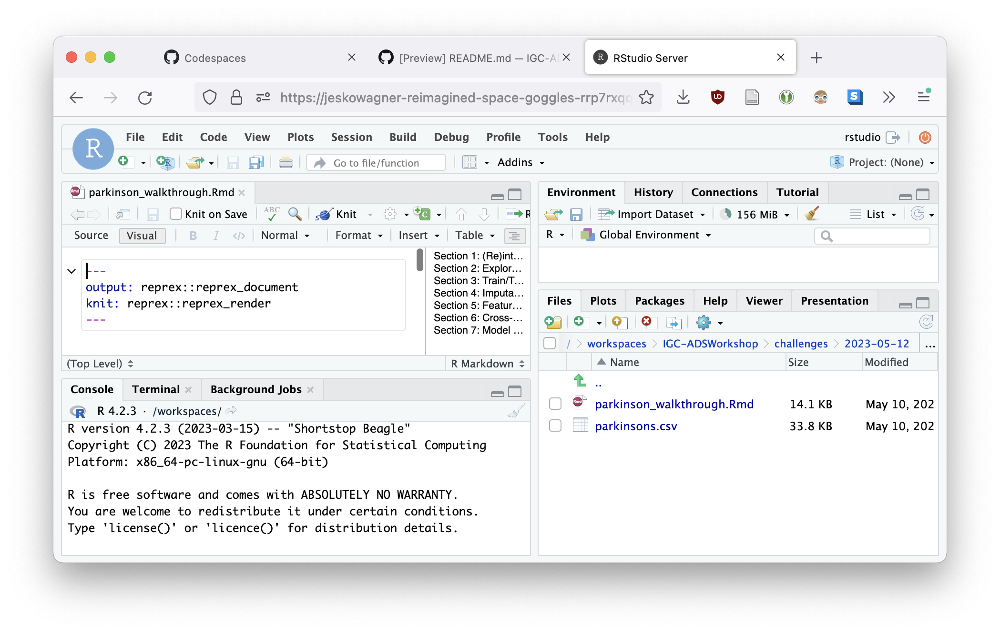 Codespaces
[Preview] README.md — IGC-A
RStudio Server
https://jeskowagner-reimagined-space-goggles-rrp7rxqq
File Edit Code View Plots Session Build Debug Profile Tools Help
rstudio
Go to file/function
Addins
Project: (None)
parkinson_walkthrough.Rmd
Knit on Save
ABC
Knit
R
Source Visual B I </> Normal Format Insert Table
---
output: reprex::reprex_document
knit: reprex::reprex_render
---
Section 1: (Re)int...
Section 2: Explor...
Section 3: Train/T...
Section 4: Imputa...
Section 5: Featur...
Section 6: Cross-...
Section 7: Model ...
(Top Level)
R Markdown
Console Terminal Background Jobs
R 4.2.3 · /workspaces/
R version 4.2.3 (2023-03-15) -- "Shortstop Beagle"
Copyright (C) 2023 The R Foundation for Statistical Computing
Platform: x86_64-pc-linux-gnu (64-bit)
R is free software and comes with ABSOLUTELY NO WARRANTY.
You are welcome to redistribute it under certain conditions.
Type 'license()' or 'licence()' for distribution details.
Environment History Connections Tutorial
Import Dataset 156 MiB List
R Global Environment
Files Plots Packages Help Viewer Presentation
/ workspaces IGC-ADSWorkshop challenges 2023-05-12 ...
Name Size Modified
..
parkinson_walkthrough.Rmd 14.1 KB May 10, 202
parkinsons.csv 33.8 KB May 10, 202